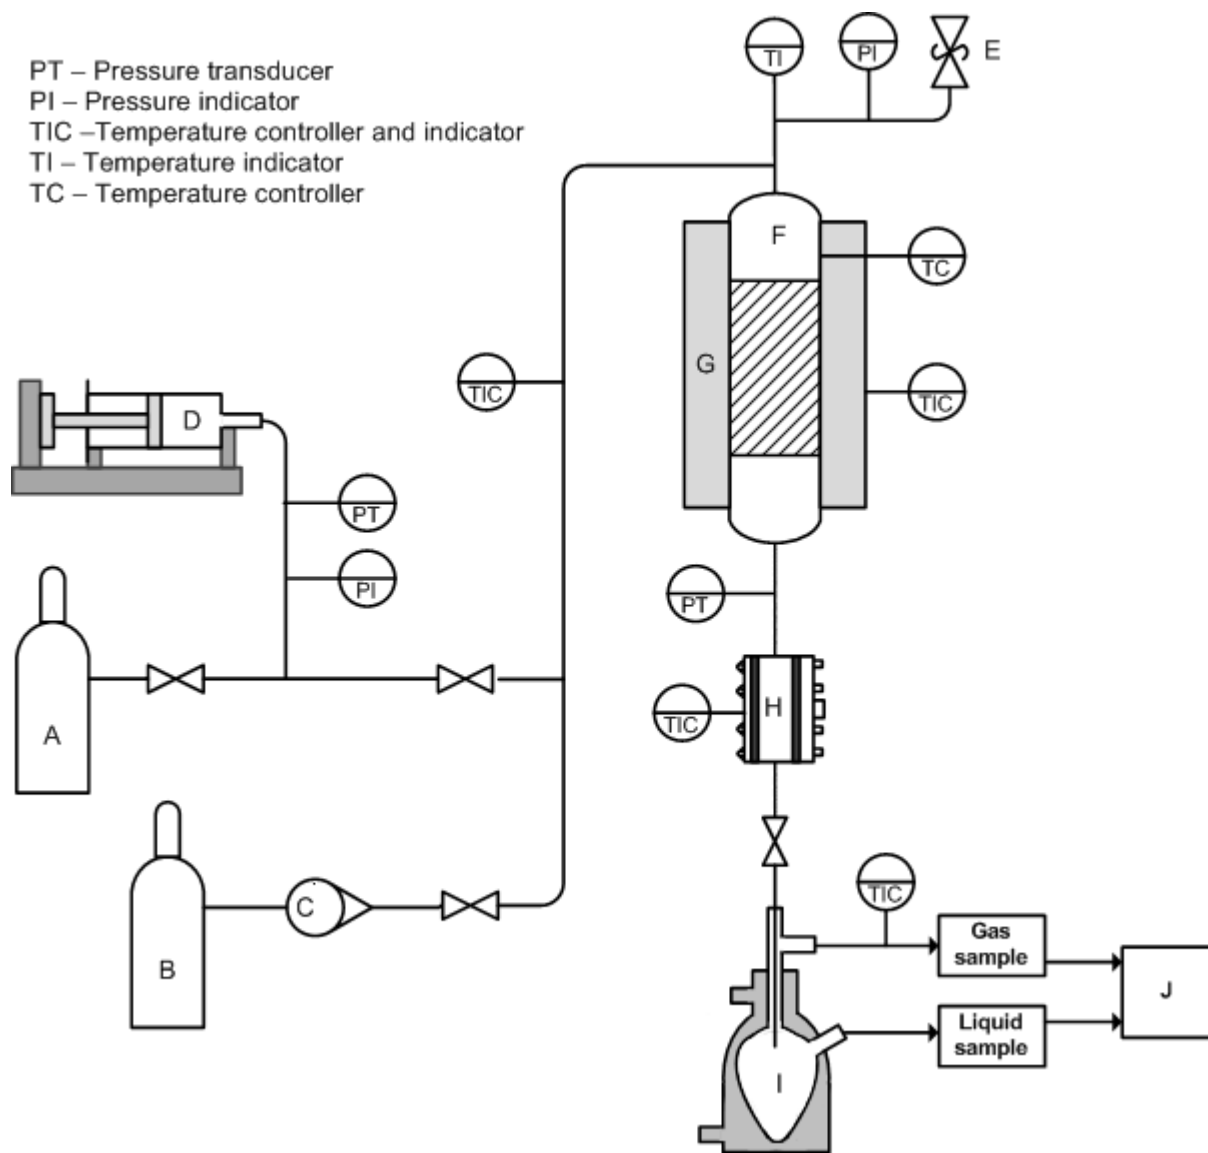 PT – Pressure transducer
PI – Pressure indicator
TIC –Temperature controller and indicator
TI – Temperature indicator
TC – Temperature controller
TI
PI
E
F
TC
G
TIC
TIC
D
PT
PI
PT
A
H
TIC
C
B
TIC
Gas
sample
J
Liquid
sample
I